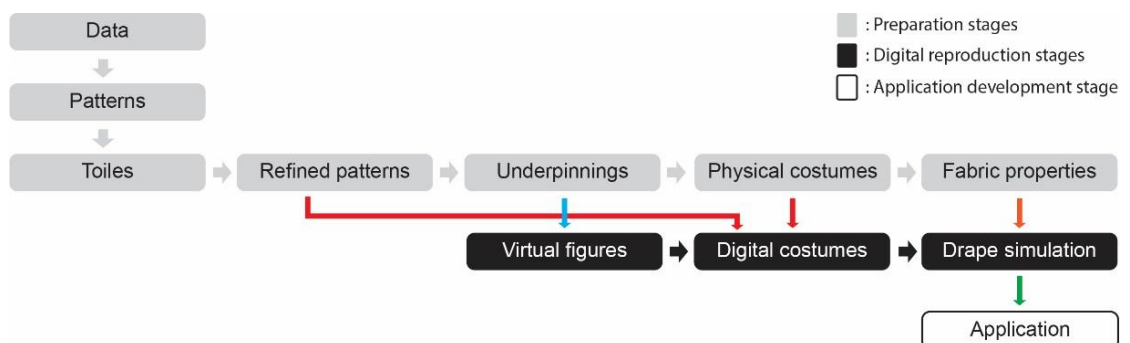 Data
: Preparation stages
: Digital reproduction stages
: Application development stage
Patterns
Toiles
Refined patterns
Underpinnings
Physical costumes
Fabric properties
Virtual figures
Digital costumes
Drape simulation
Application